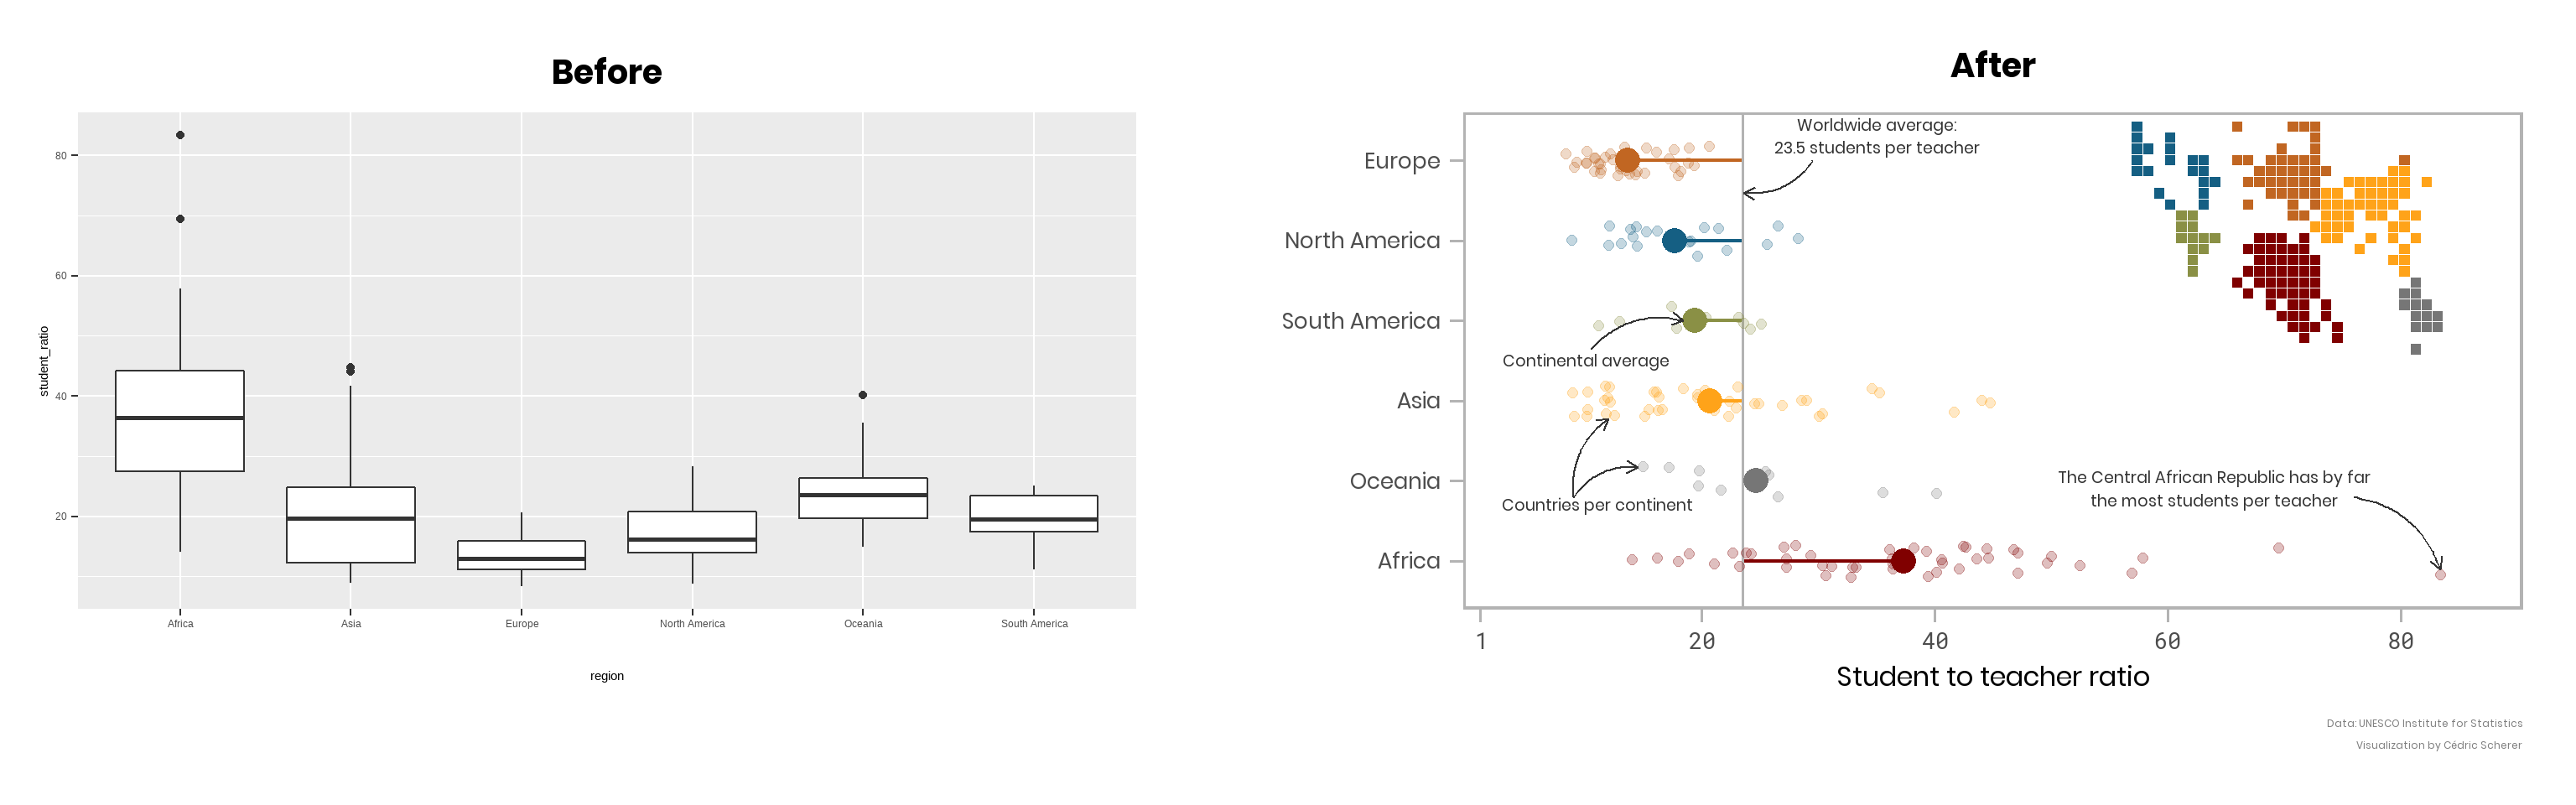 Before
student_ratio
80
60
40
20
Africa
Asia
Europe
North America
Oceania
South America
region
After
Europe
North America
South America
Asia
Oceania
Africa
Worldwide average:
23.5 students per teacher
Continental average
Countries per continent
The Central African Republic has by far
the most students per teacher
1
20
40
60
80
Student to teacher ratio
Data: UNESCO Institute for Statistics
Visualization by Cédric Scherer